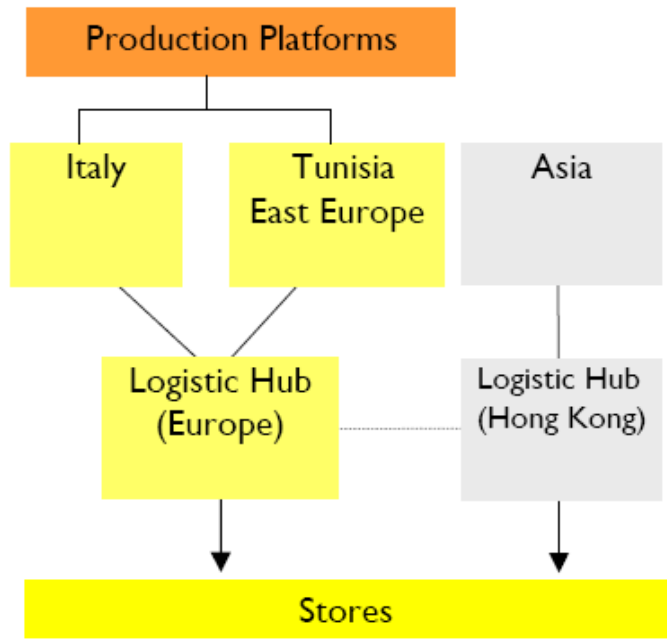 Production Platforms
Italy
Tunisia
East Europe
Asia
Logistic Hub
(Europe)
Logistic Hub
(Hong Kong)
Stores